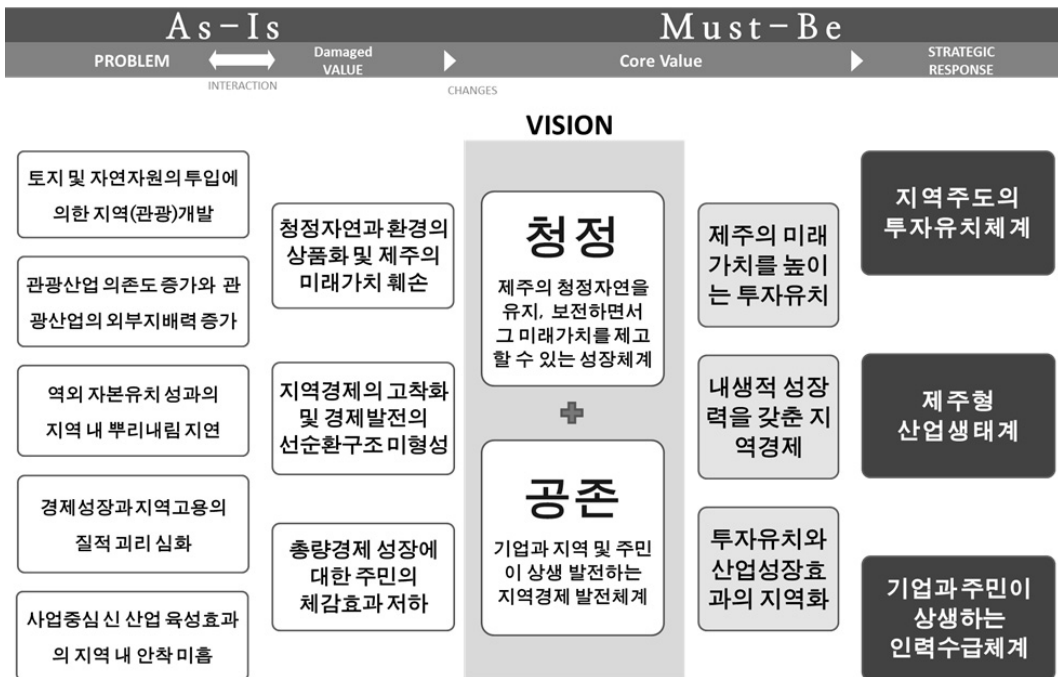 As-Is
Must-Be
PROBLEM
Damaged
VALUE
Core Value
STRATEGIC
RESPONSE
INTERACTION
CHANGES
VISION
토지 및 자연자원의 투입에
의한 지역(관광)개발
관광산업 의존도 증가와 관
광산업의 외부지배력 증가
역외 자본유치 성과의
지역 내 뿌리내림 지연
경제성장과 지역고용의
질적 괴리 심화
사업중심 신 산업 육성효과
의 지역 내 안착 미흡
청정자연과 환경의
상품화 및 제주의
미래가치 훼손
지역경제의 고착화
및 경제발전의
선순환구조 미형성
총량경제 성장에
대한 주민의
체감효과 저하
청정
제주의 청정자연을
유지, 보전하면서
그 미래가치를 제고
할 수 있는 성장체계
공존
기업과 지역 및 주민
이 상생 발전하는
지역경제 발전체계
제주의 미래
가치를 높이
는 투자유치
내생적 성장
력을 갖춘 지
역경제
투자유치와
산업성장효
과의 지역화
지역주도의
투자유치체계
제주형
산업생태계
기업과 주민이
상생하는
인력수급체계